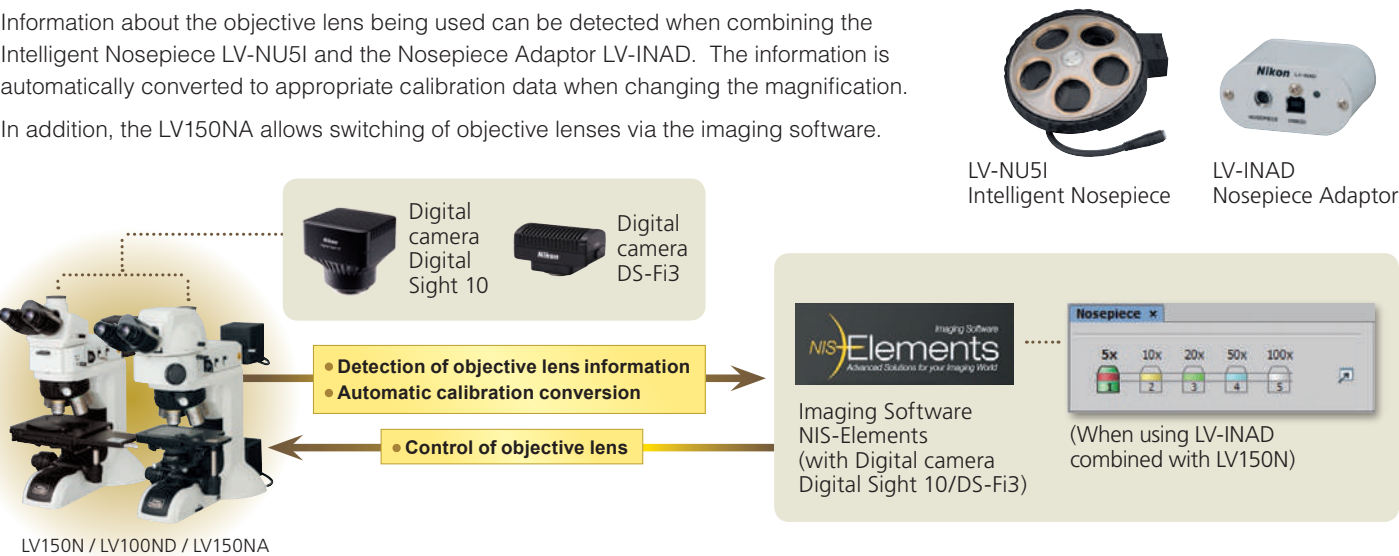 Information about the objective lens being used can be detected when combining the
Intelligent Nosepiece LV-NU5I and the Nosepiece Adaptor LV-INAD.  The information is
automatically converted to appropriate calibration data when changing the magnification.
In addition, the LV150NA allows switching of objective lenses via the imaging software.
Nikon LV-INAD
NOSEPIECE
LV-NU5I
Intelligent Nosepiece
LV-INAD
Nosepiece Adaptor
Nikon
Digital
camera
Digital
Sight 10
Nikon
Digital
camera
DS-Fi3
• Detection of objective lens information
• Automatic calibration conversion
• Control of objective lens
LV150N / LV100ND / LV150NA
Imaging Software
NIS-Elements
Advanced Solutions for your Imaging World
Imaging Software
NIS-Elements
(with Digital camera
Digital Sight 10/DS-Fi3)
Nosepiece ×
5x 10x 20x 50x 100x
1 2 3 4 5
(When using LV-INAD
combined with LV150N)